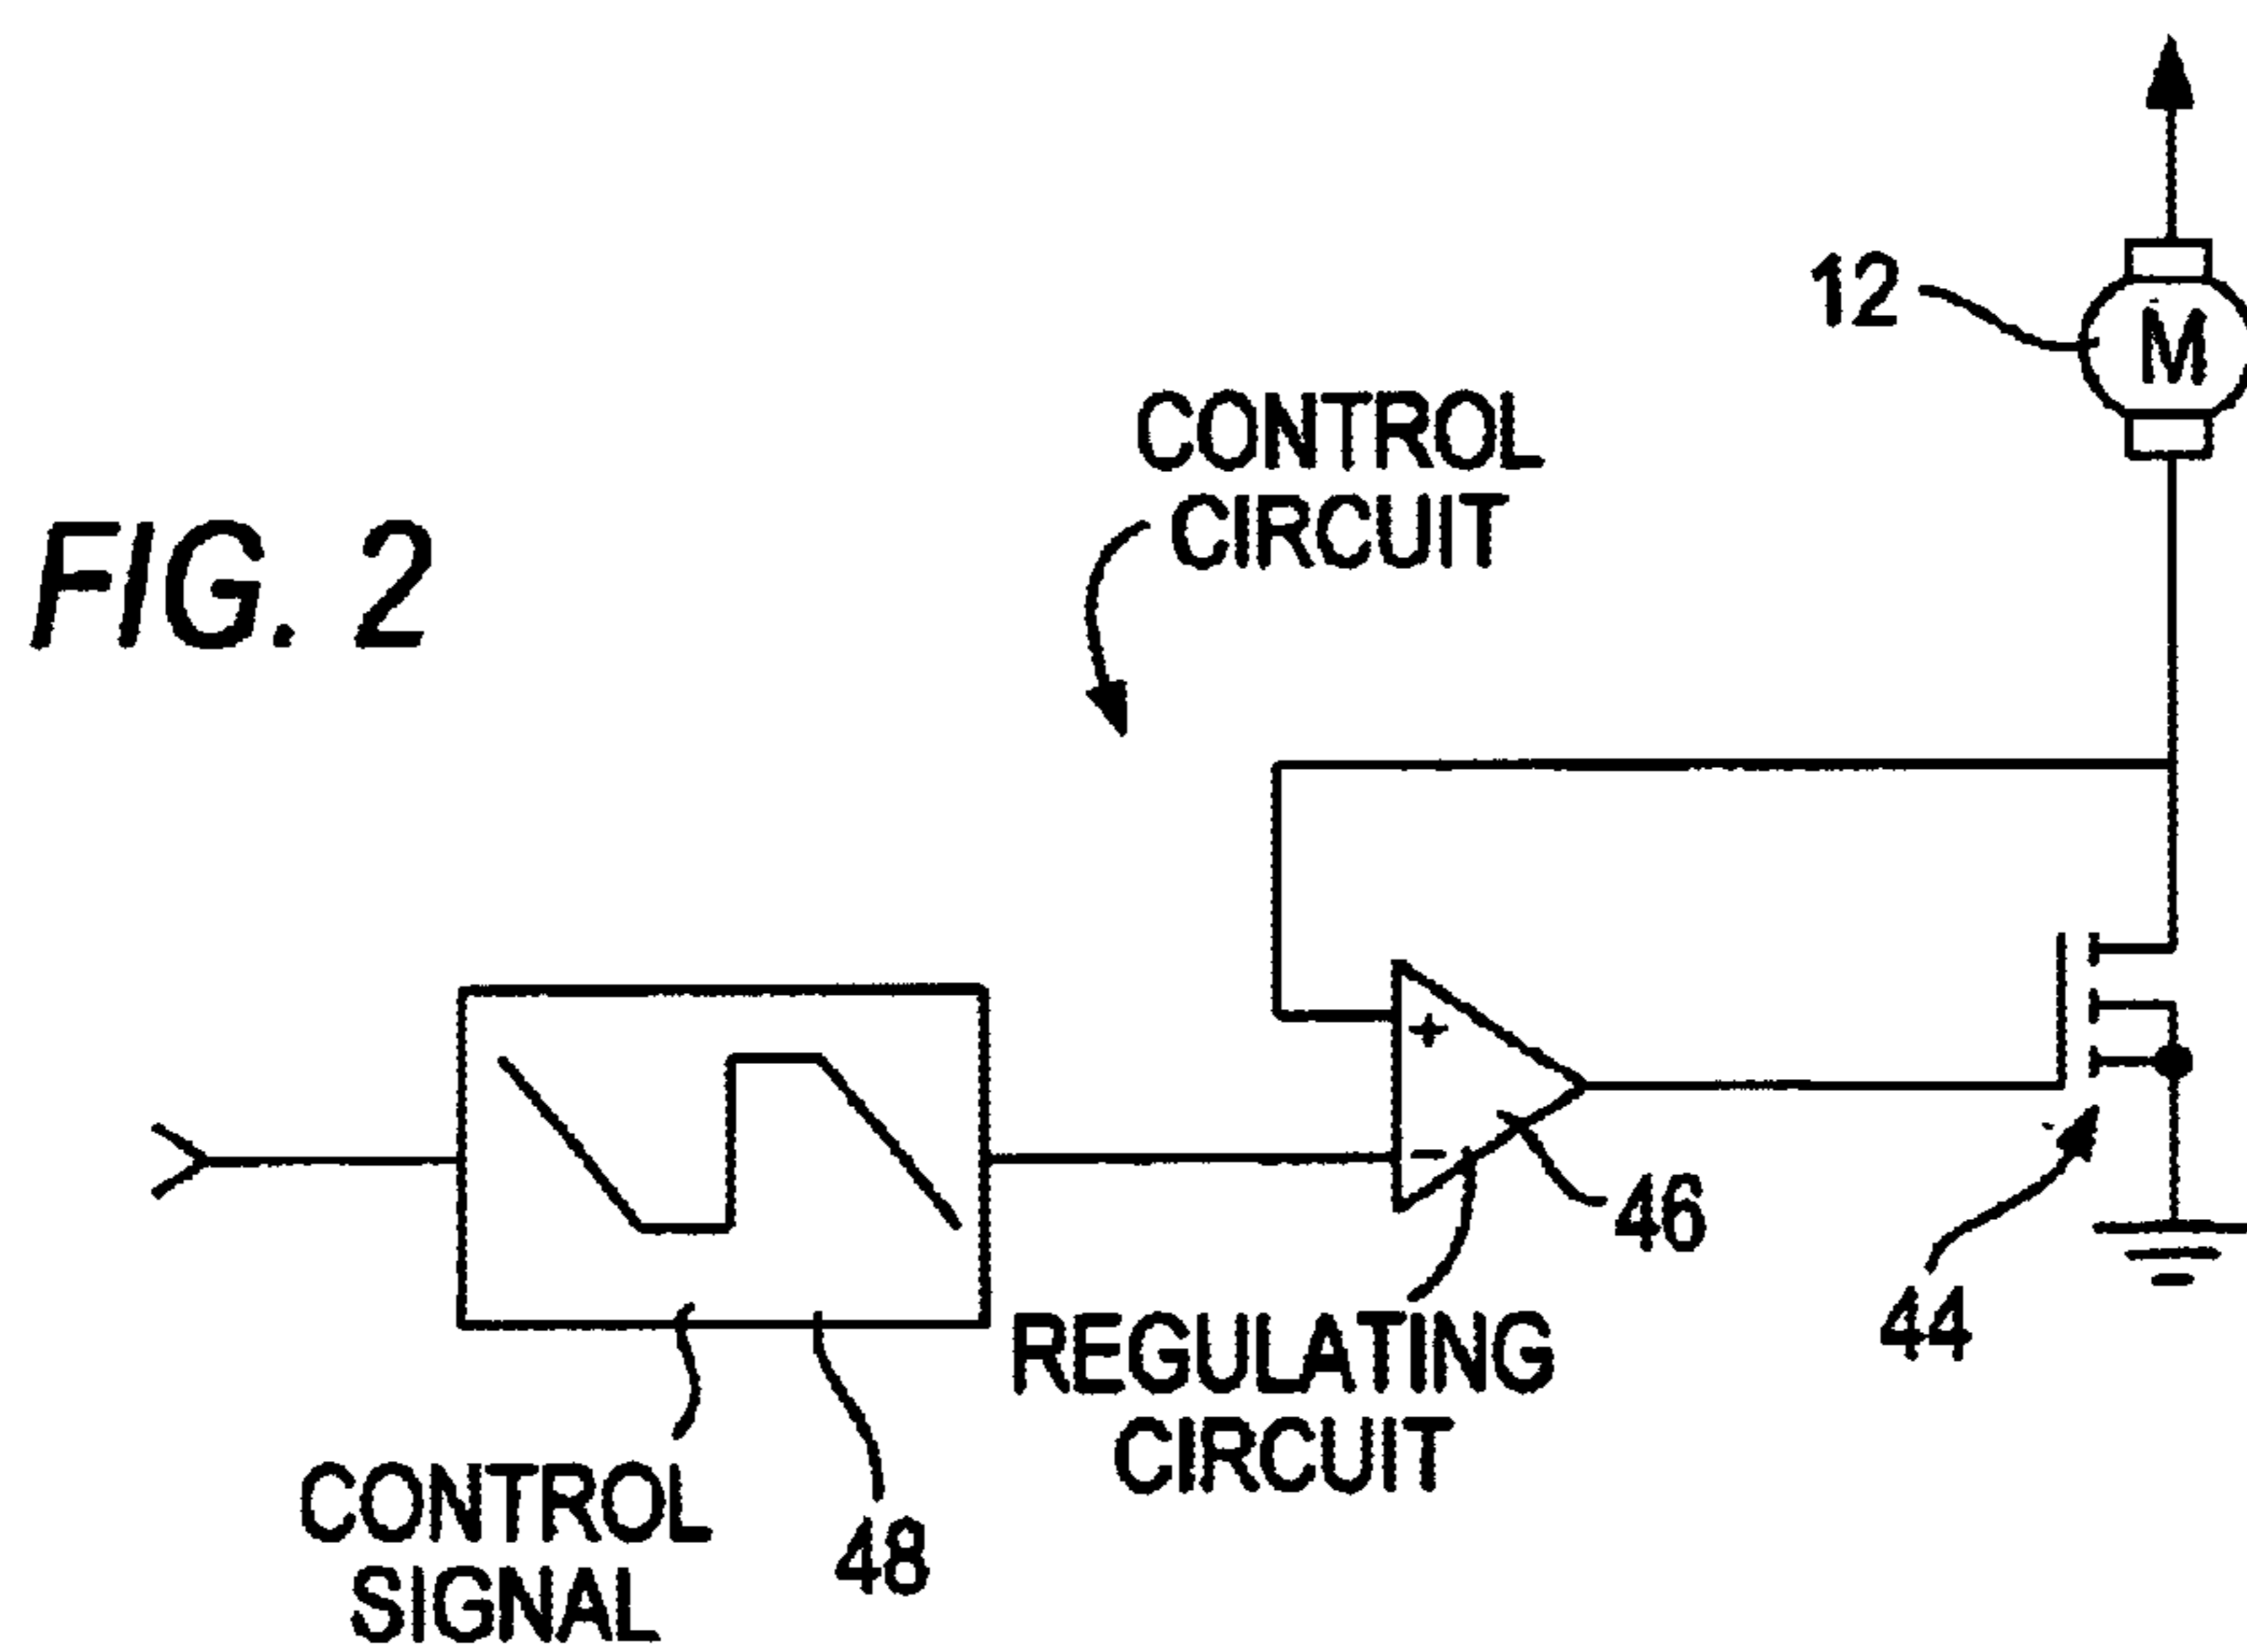 12
M
CONTROL
CIRCUIT
FIG. 2
+
-
46
REGULATING
CIRCUIT
44
CONTROL
SIGNAL
48